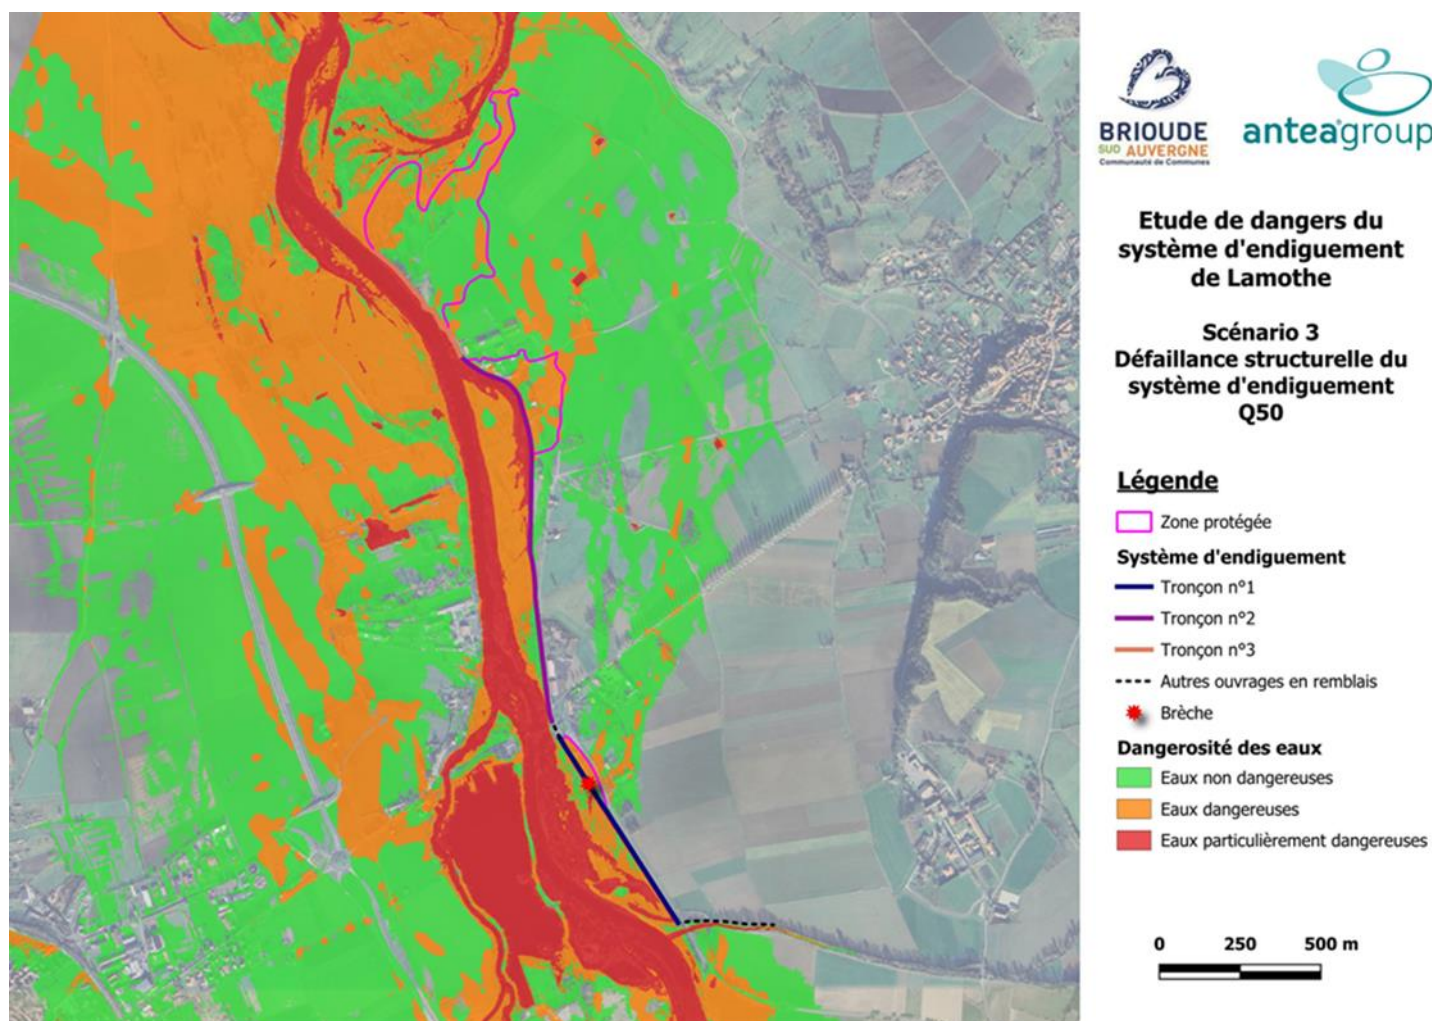 BRIOUDE
SUD AUVERGNE
Communauté de Communes
anteagroup
Etude de dangers du
système d'endiguement
de Lamothe
Scénario 3
Défaillance structurelle du
système d'endiguement
Q50
Légende
Zone protégée
Système d'endiguement
Tronçon n°1
Tronçon n°2
Tronçon n°3
Autres ouvrages en remblais
Brèche
Dangerosité des eaux
Eaux non dangereuses
Eaux dangereuses
Eaux particulièrement dangereuses
0 250 500 m